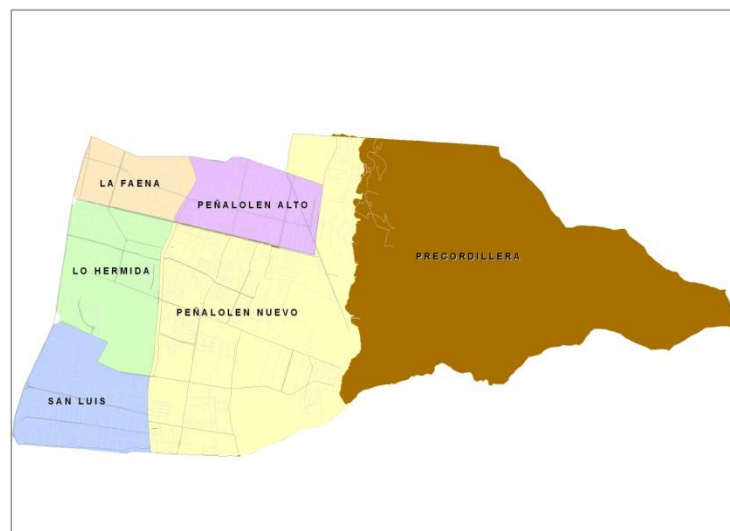 LA FAENA
PEÑALOLEN ALTO
PRECORDILLERA
LO HERMIDA
PEÑALOLEN NUEVO
SAN LUIS